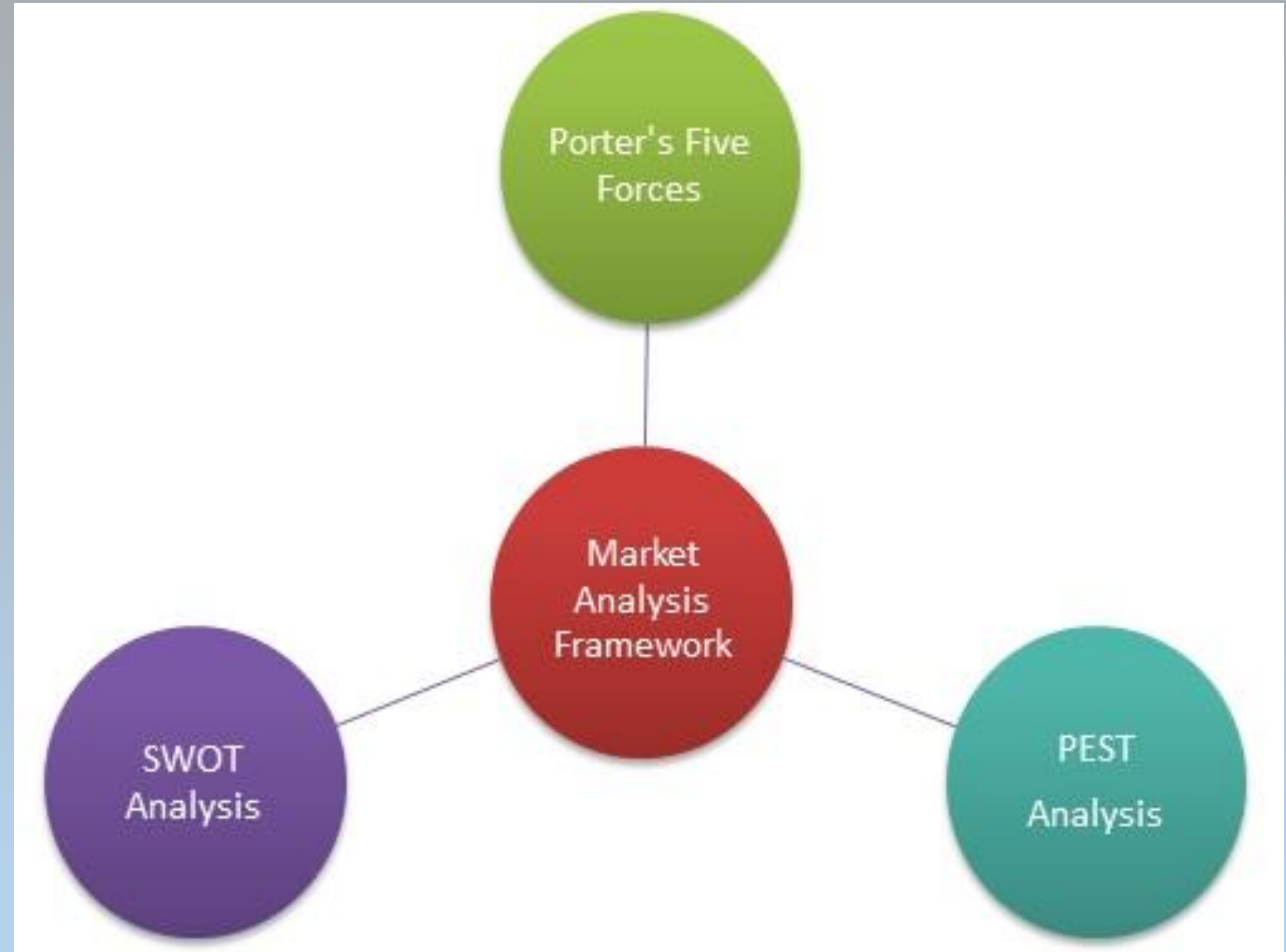 Porter's Five
Forces
Market
Analysis
Framework
SWOT
Analysis
PEST
Analysis